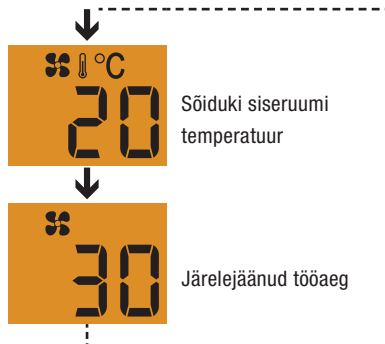 °C
20
Sõiduki siseruumi
temperatuur
30
Järelejäänud tööaeg